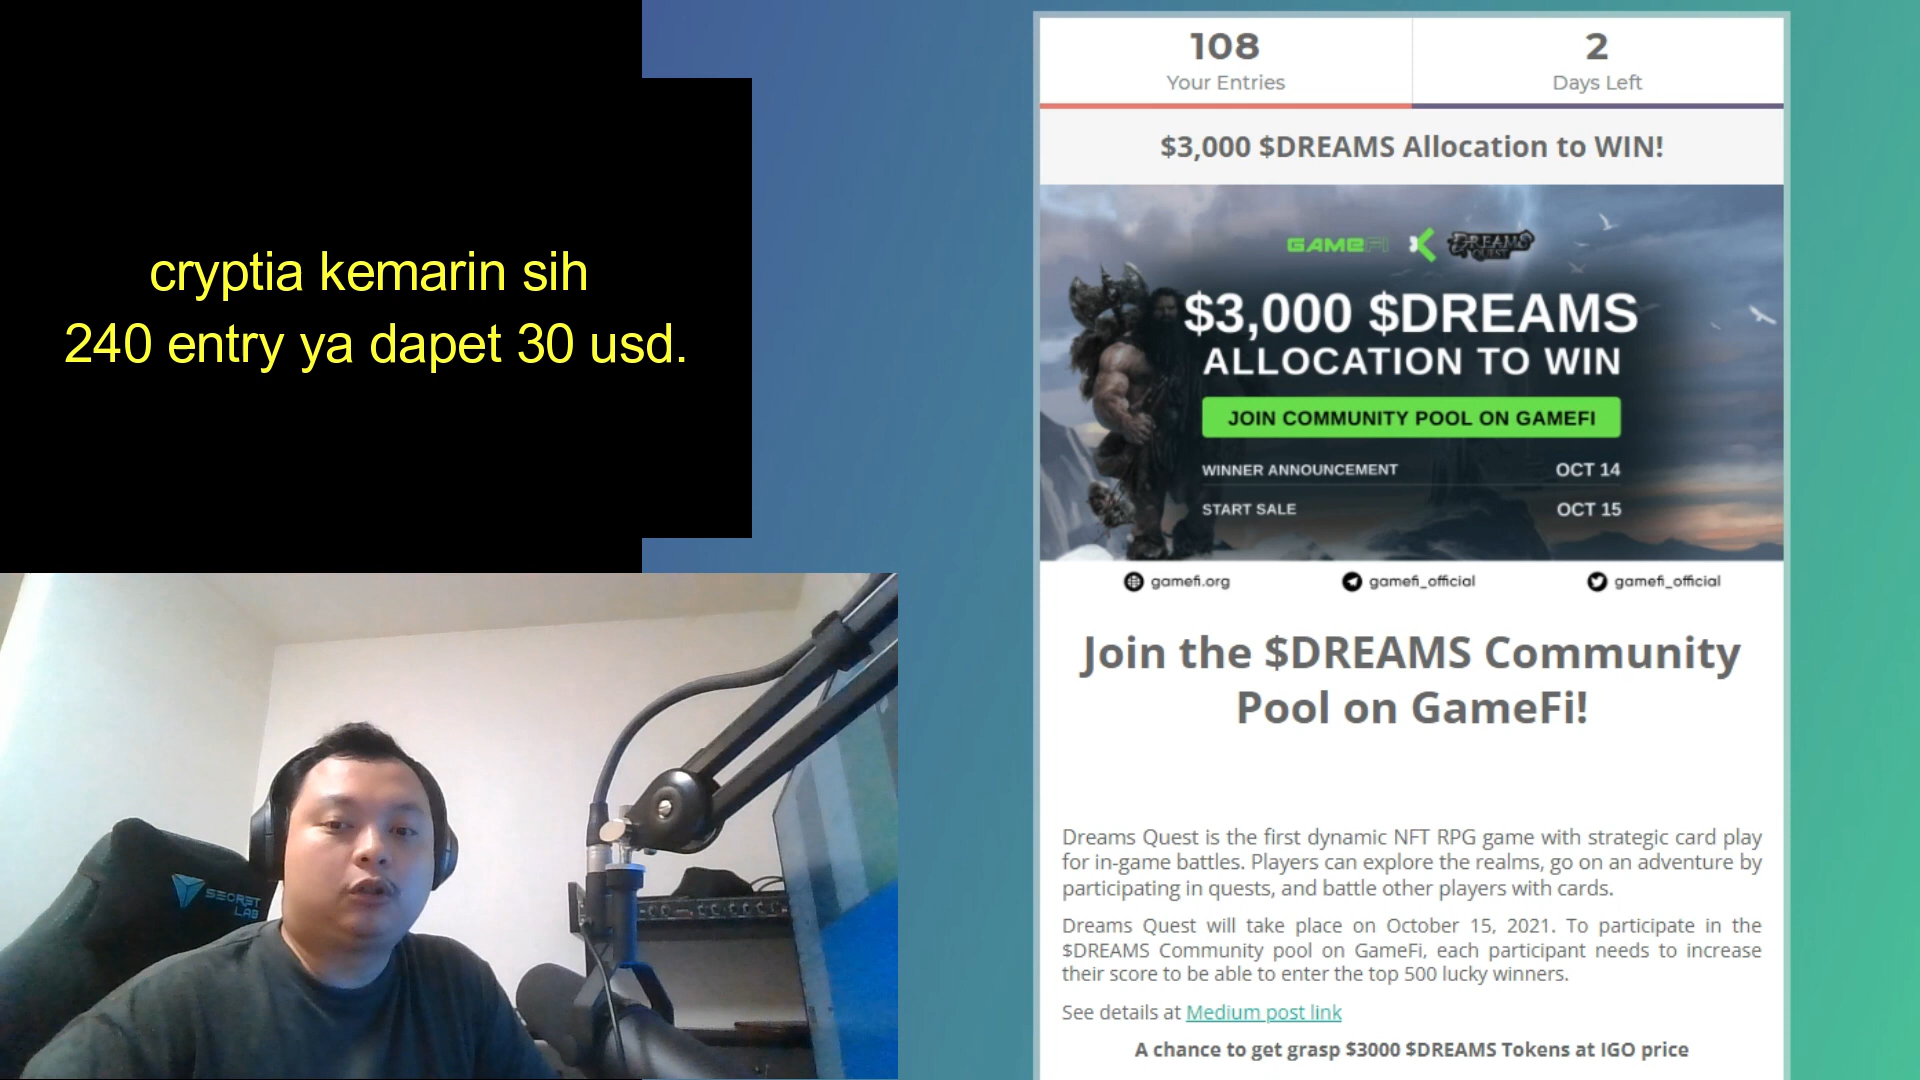 cryptia kemarin sih
240 entry ya dapet 30 usd.
SECRET
LAB
108
Your Entries
2
Days Left
$3,000 $DREAMS Allocation to WIN!
GAMEFI
DREAMS
QUEST
$3,000 $DREAMS
ALLOCATION TO WIN
JOIN COMMUNITY POOL ON GAMEFI
WINNER ANNOUNCEMENT OCT 14
START SALE OCT 15
gamefi.org gamefi_official gamefi_official
Join the $DREAMS Community
Pool on GameFi!
Dreams Quest is the first dynamic NFT RPG game with strategic card play
for in-game battles. Players can explore the realms, go on an adventure by
participating in quests, and battle other players with cards.
Dreams Quest will take place on October 15, 2021. To participate in the
$DREAMS Community pool on GameFi, each participant needs to increase
their score to be able to enter the top 500 lucky winners.
See details at Medium post link
A chance to get grasp $3000 $DREAMS Tokens at IGO price